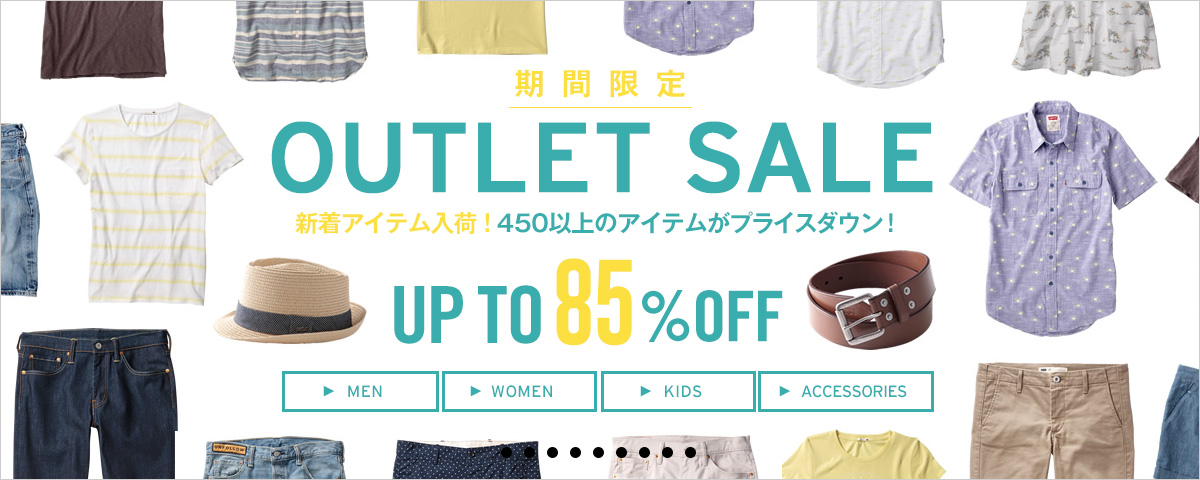 期間限定
OUTLET SALE
新着アイテム入荷！450以上のアイテムがプライスダウン！
UP TO 85%OFF
▶ MEN
▶ WOMEN
▶ KIDS
▶ ACCESSORIES
UNFOLLOW